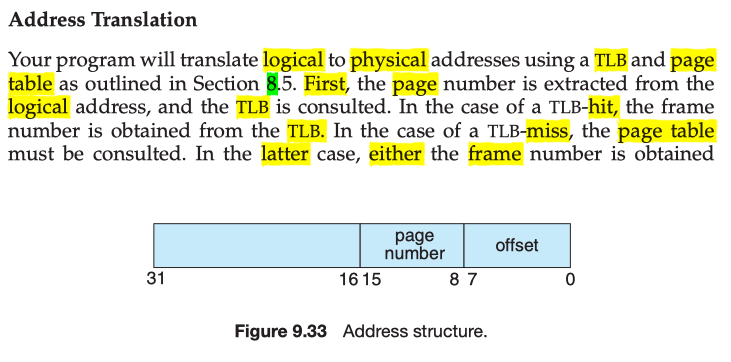 Address Translation
Your program will translate logical to physical addresses using a TLB and page
table as outlined in Section 8.5. First, the page number is extracted from the
logical address, and the TLB is consulted. In the case of a TLB-hit, the frame
number is obtained from the TLB. In the case of a TLB-miss, the page table
must be consulted. In the latter case, either the frame number is obtained
page
number
offset
31 16 15 8 7 0
Figure 9.33 Address structure.